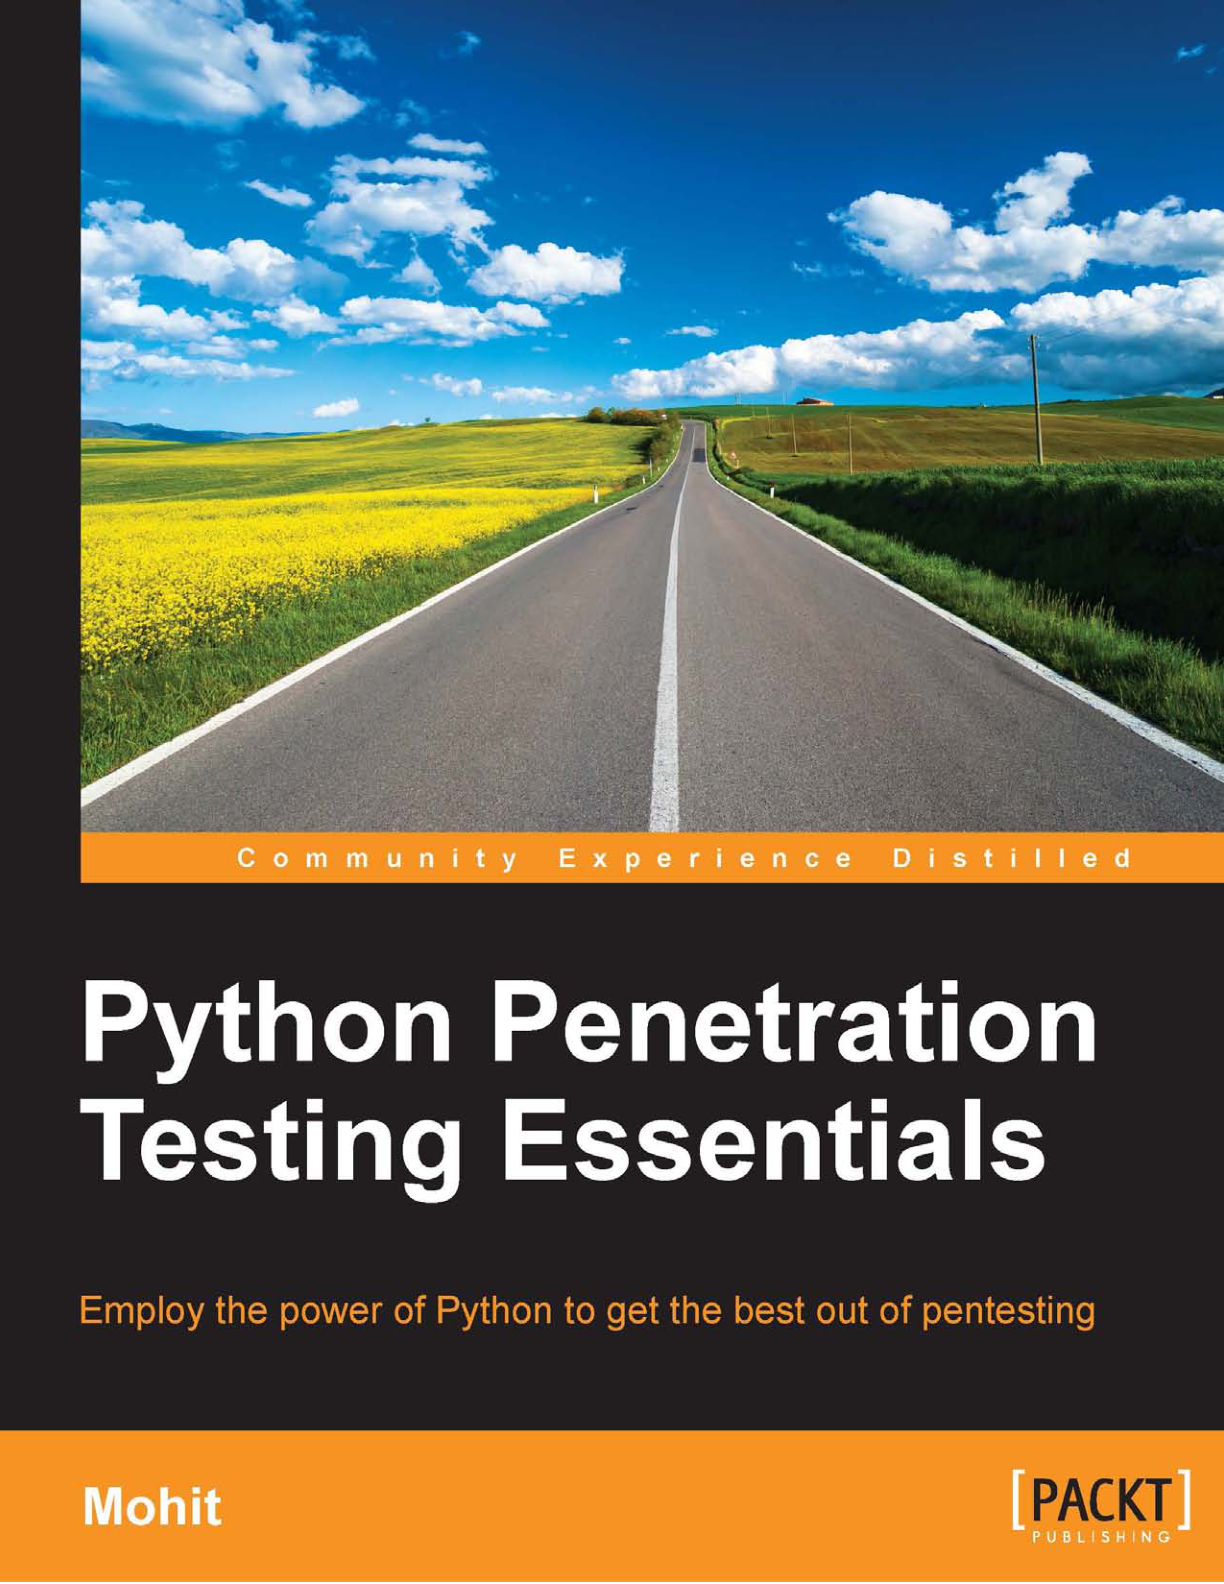 Community Experience Distilled
Python Penetration
Testing Essentials
Employ the power of Python to get the best out of pentesting
Mohit
[PACKT]
PUBLISHING